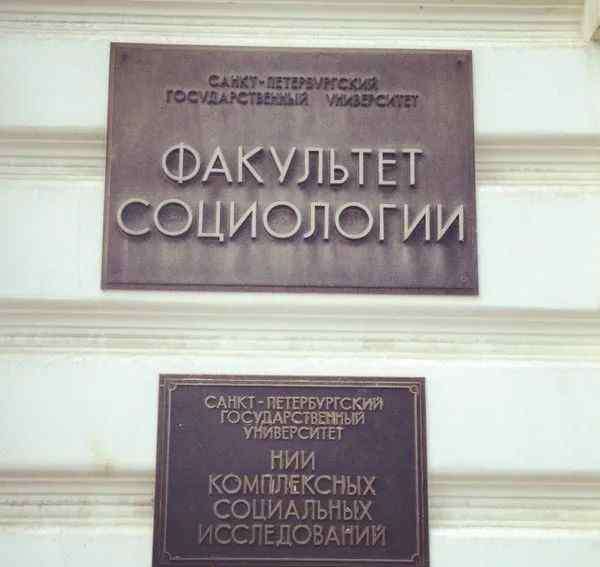 САНКТ-ПЕТЕРБУРГСКИЙ
ГОСУДАРСТВЕННЫЙ УНИВЕРСИТЕТ
ФАКУЛЬТЕТ
СОЦИОЛОГИИ
САНКТ-ПЕТЕРБУРГСКИЙ
ГОСУДАРСТВЕННЫЙ
УНИВЕРСИТЕТ
НИИ
КОМПЛЕКСНЫХ
СОЦИАЛЬНЫХ
ИССЛЕДОВАНИЙ